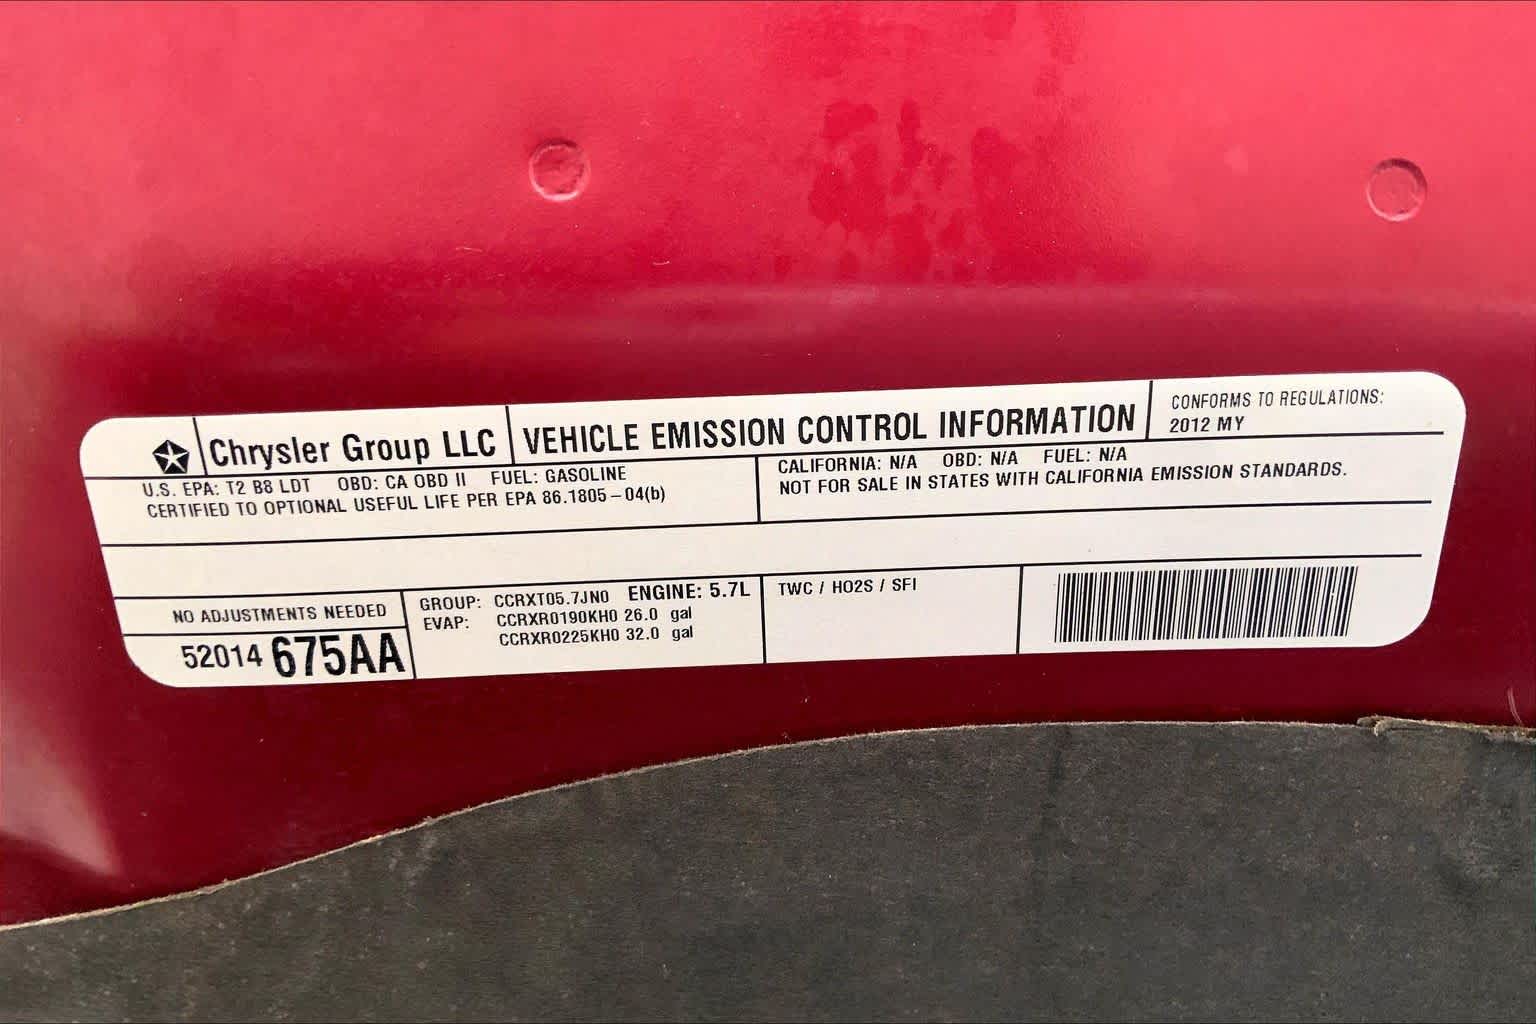 Chrysler Group LLC
VEHICLE EMISSION CONTROL INFORMATION
CONFORMS TO REGULATIONS:
2012 MY
U.S. EPA: T2 B8 LDT OBD: CA OBD II FUEL: GASOLINE
CERTIFIED TO OPTIONAL USEFUL LIFE PER EPA 86.1805-04(b)
CALIFORNIA: N/A OBD: N/A FUEL: N/A
NOT FOR SALE IN STATES WITH CALIFORNIA EMISSION STANDARDS.
NO ADJUSTMENTS NEEDED
52014 675AA
GROUP: CCRXT05.7JN0 ENGINE: 5.7L
EVAP: CCRXR0190KH0 26.0 gal
CCRXR0225KH0 32.0 gal
TWC / HO2S / SFI